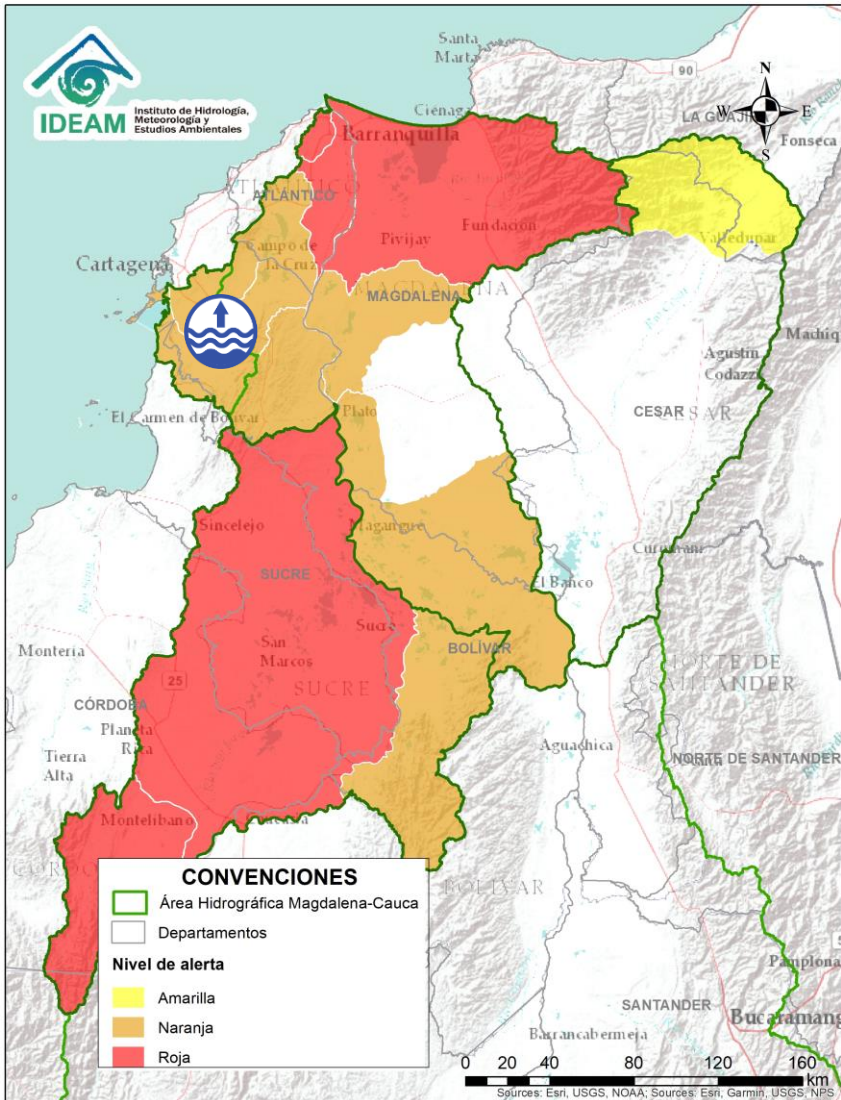 Santa
Marta
90
N
W
E
S
IDEAM
Instituto de Hidrología,
Meteorología y
Estudios Ambientales
Ciénaga
LA GUAJIRA
Barranquilla
Fonseca
ATLÁNTICO
Campo de
la Cruz
Pivijay
Fundación
Valledupar
Cartagena
MAGDALENA
Agustín
Codazzi
CESAR
CESAR
El Carmen de Bolívar
Plato
Sincelejo
Magangué
Curumaní
SUCRE
El Banco
Sucre
San
Marcos
BOLÍVAR
Montería
SUCRE
25
NORTE DE
SANTANDER
CÓRDOBA
Planeta
Rica
Aguachica
Tierra
Alta
NORTE DE SANTANDER
Montelíbano
BOLÍVAR
CONVENCIONES
Área Hidrográfica Magdalena-Cauca
Departamentos
Nivel de alerta
Amarilla
Naranja
Roja
Pamplona
SANTANDER
Bucaramang
Barrancabermeja
0 20 40 80 120 160
km
Sources: Esri, USGS, NOAA; Sources: Esri, Garmin, USGS, NPS